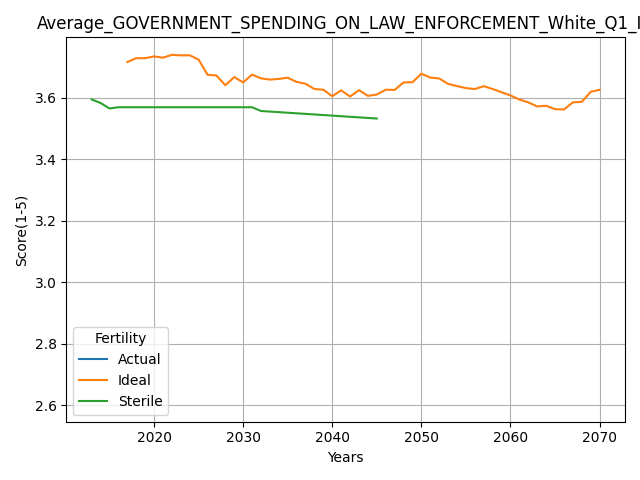 Average_GOVERNMENT_SPENDING_ON_LAW_ENFORCEMENT_White_Q1_I
Score(1-5)
3.6
3.4
3.2
3.0
2.8
2.6
Fertility
Actual
Ideal
Sterile
2020 2030 2040 2050 2060 2070
Years